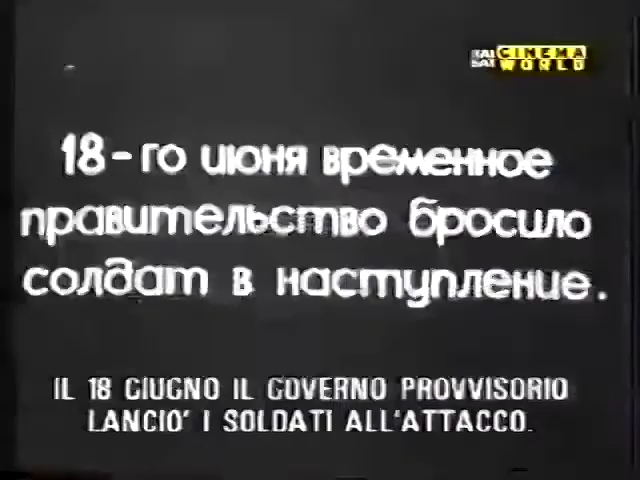 RAI SAT CINEMA WORLD
18-го июня временное
правительство бросило
солдат в наступление.
IL 18 GIUGNO IL GOVERNO PROVVISORIO
LANCIO' I SOLDATI ALL'ATTACCO.